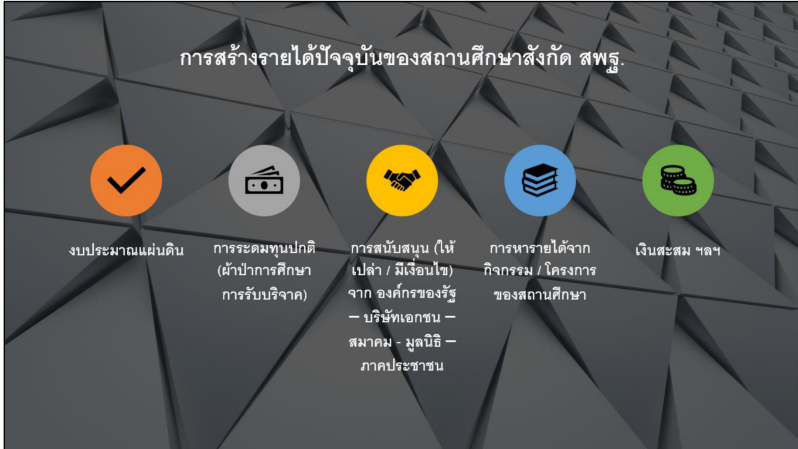 การสร้างรายได้ปัจจุบันของสถานศึกษาสังกัด สพฐ.
งบประมาณแผ่นดิน
การระดมทุนปกติ
(ผ้าป่าการศึกษา
การรับบริจาค)
การสนับสนุน (ให้
เปล่า / มีเงื่อนไข)
จาก องค์กรของรัฐ
– บริษัทเอกชน –
สมาคม - มูลนิธิ –
ภาคประชาชน
การหารายได้จาก
กิจกรรม / โครงการ
ของสถานศึกษา
เงินสะสม ฯลฯ